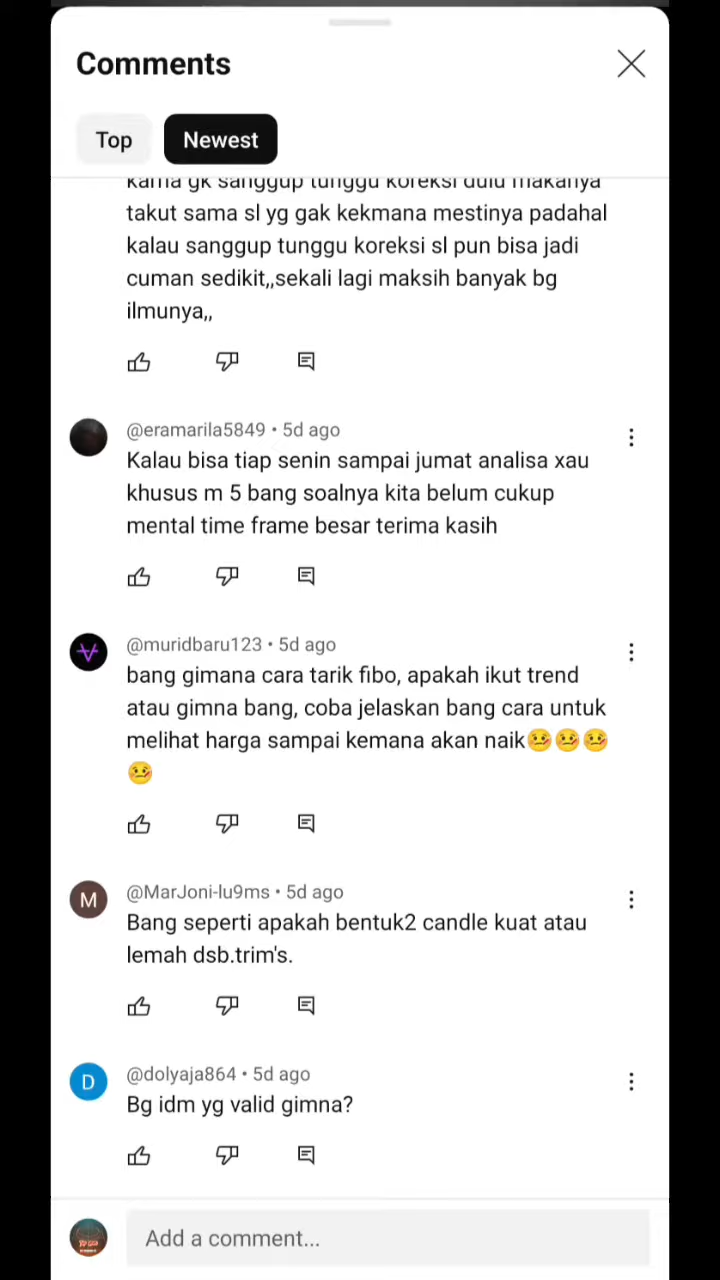 Comments
Top
Newest
karna gk sanggup tunggu koreksi dulu makanya
takut sama sl yg gak kekmana mestinya padahal
kalau sanggup tunggu koreksi sl pun bisa jadi
cuman sedikit,,sekali lagi maksih banyak bg
ilmunya,,
@eramarila5849 • 5d ago
Kalau bisa tiap senin sampai jumat analisa xau
khusus m 5 bang soalnya kita belum cukup
mental time frame besar terima kasih
@muridbaru123 • 5d ago
bang gimana cara tarik fibo, apakah ikut trend
atau gimna bang, coba jelaskan bang cara untuk
melihat harga sampai kemana akan naik🤒🤒🤒
🤒
M
@MarJoni-lu9ms • 5d ago
Bang seperti apakah bentuk2 candle kuat atau
lemah dsb.trim's.
D
@dolyaja864 • 5d ago
Bg idm yg valid gimna?
Add a comment...